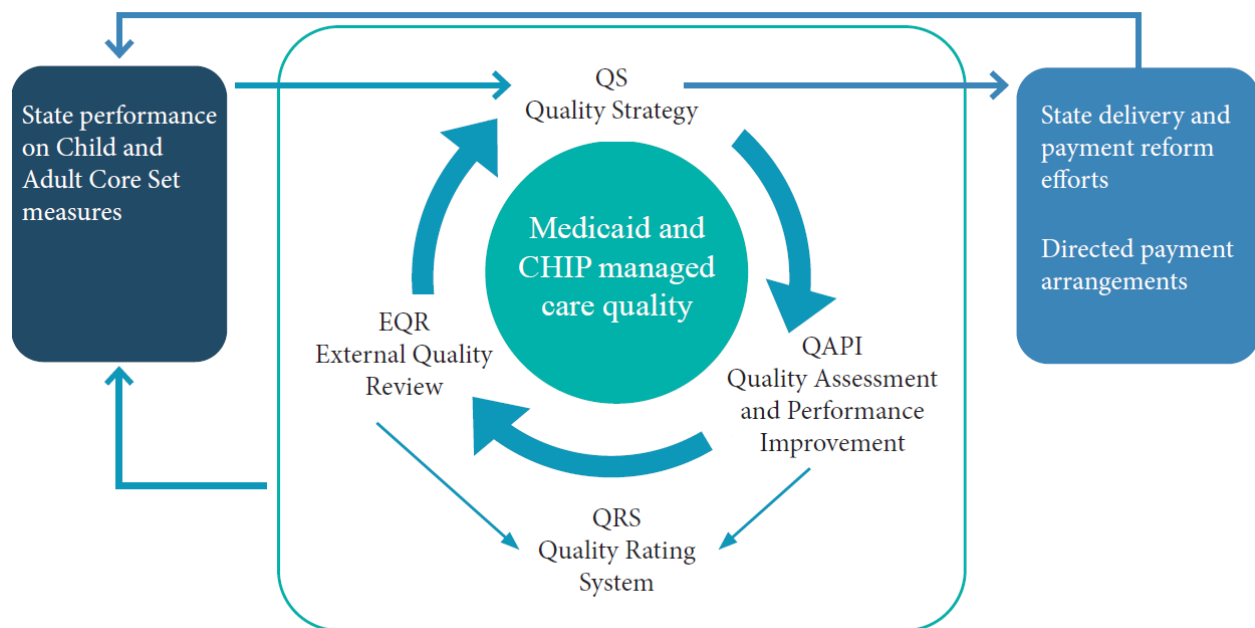 State performance
on Child and
Adult Core Set
measures
QS
Quality Strategy
State delivery and
payment reform
efforts
Directed payment
arrangements
Medicaid and
CHIP managed
care quality
EQR
External Quality
Review
QAPI
Quality Assessment
and Performance
Improvement
QRS
Quality Rating
System